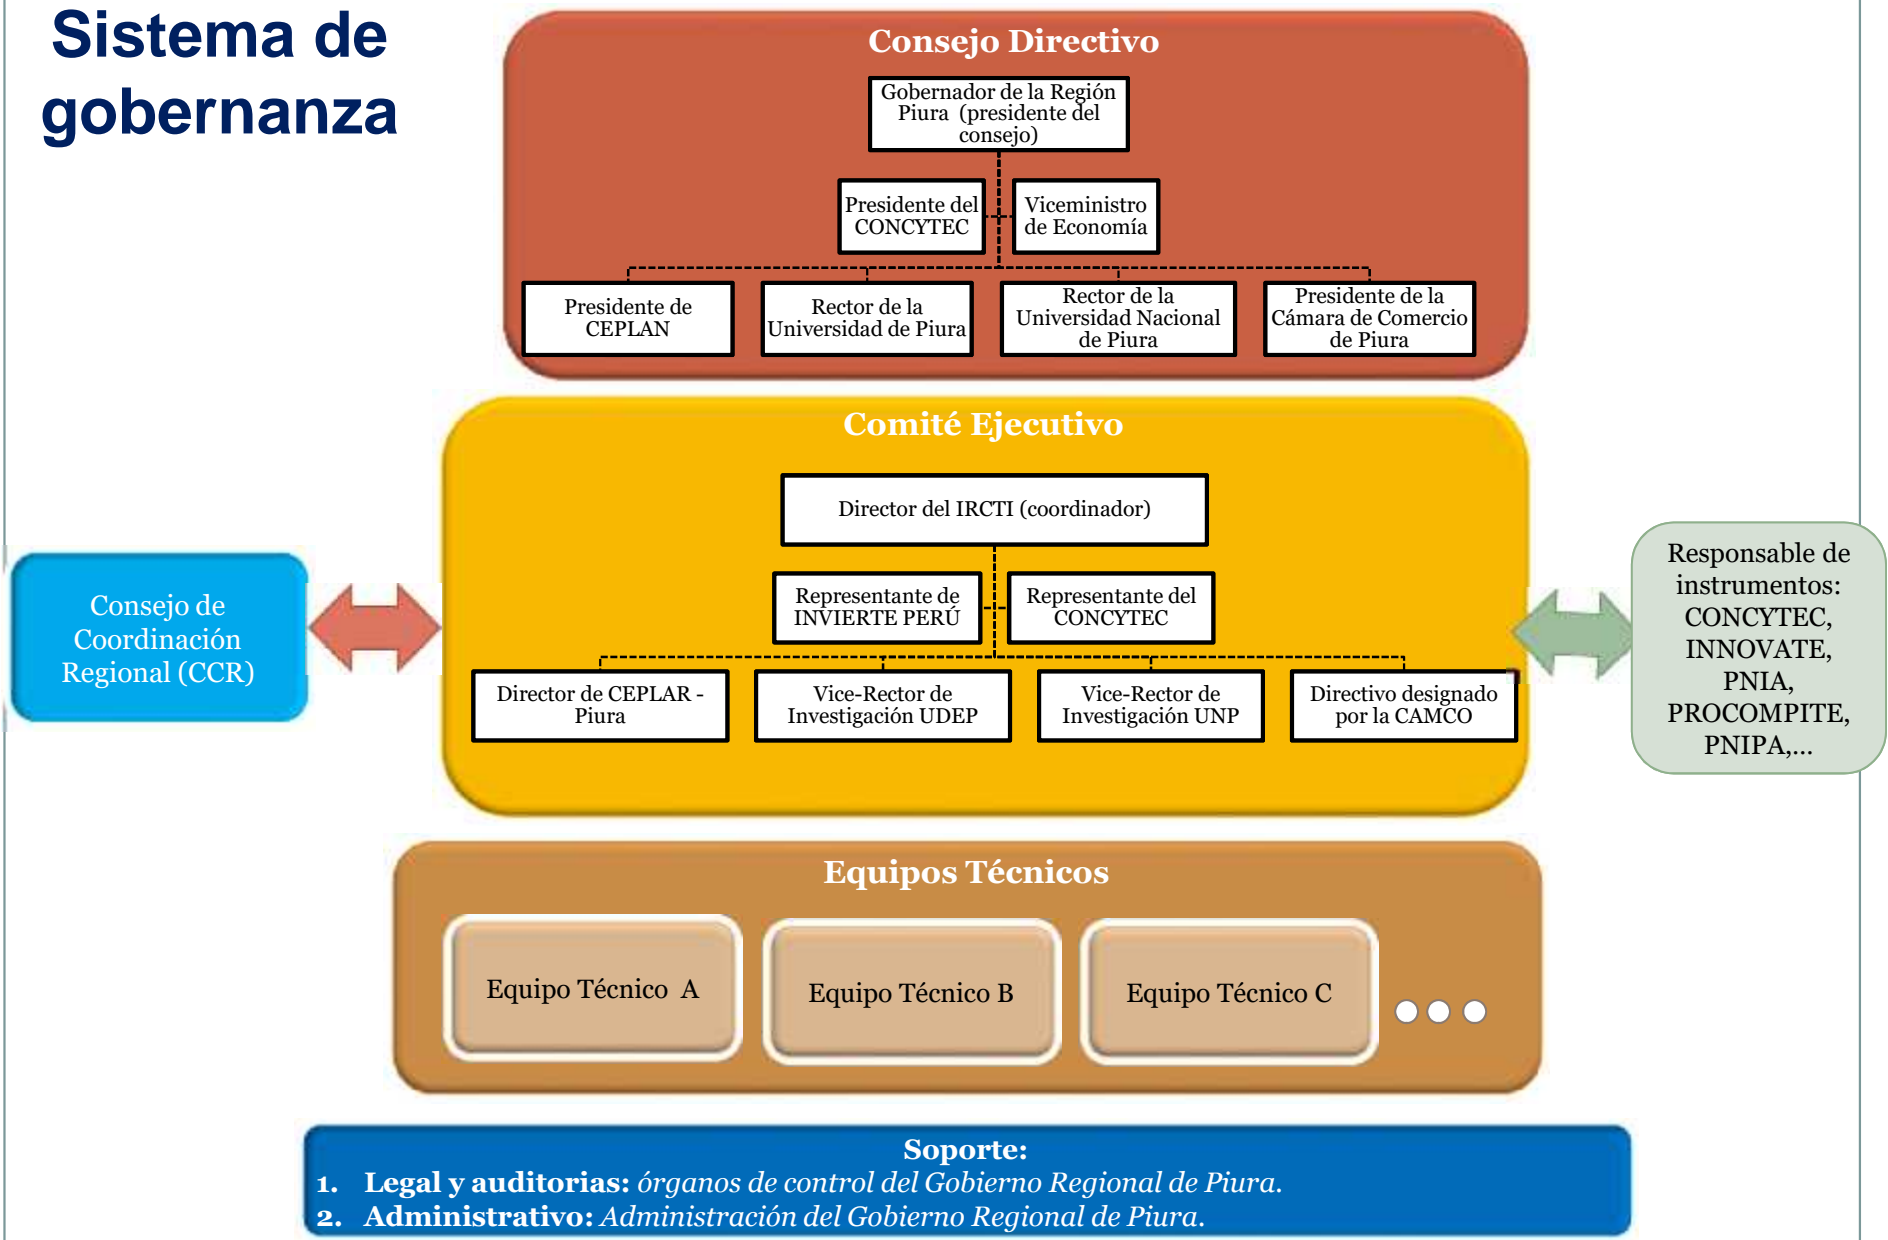 Sistema de
gobernanza
Consejo Directivo
Gobernador de la Región
Piura (presidente del
consejo)
Presidente del
CONCYTEC
Viceministro
de Economía
Presidente de
CEPLAN
Rector de la
Universidad de Piura
Rector de la
Universidad Nacional
de Piura
Presidente de la
Cámara de Comercio
de Piura
Comité Ejecutivo
Director del IRCTI (coordinador)
Representante de
INVIERTE PERÚ
Representante del
CONCYTEC
Director de CEPLAR -
Piura
Vice-Rector de
Investigación UDEP
Vice-Rector de
Investigación UNP
Directivo designado
por la CAMCO
Consejo de
Coordinación
Regional (CCR)
Responsable de
instrumentos:
CONCYTEC,
INNOVATE,
PNIA,
PROCOMPITE,
PNIPA,...
Equipos Técnicos
Equipo Técnico A
Equipo Técnico B
Equipo Técnico C
Soporte:
1. Legal y auditorias: órganos de control del Gobierno Regional de Piura.
2. Administrativo: Administración del Gobierno Regional de Piura.